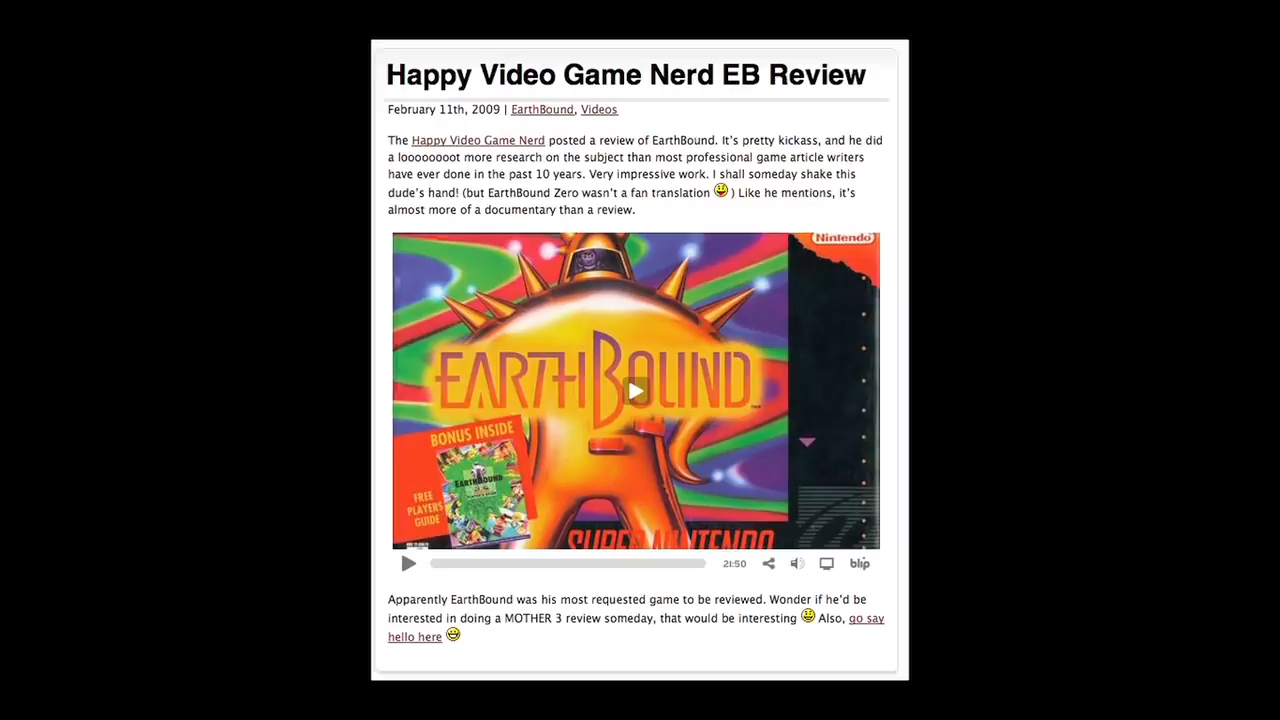 Happy Video Game Nerd EB Review
February 11th, 2009 | EarthBound, Videos
The Happy Video Game Nerd posted a review of EarthBound. It's pretty kickass, and he did
a loooooooot more research on the subject than most professional game article writers
have ever done in the past 10 years. Very impressive work. I shall someday shake this
dude's hand! (but EarthBound Zero wasn't a fan translation ) Like he mentions, it's
almost more of a documentary than a review.
Nintendo
EARTHBOUND
BONUS INSIDE
EARTHBOUND
FREE
PLAYERS
GUIDE
SUPER NINTENDO
21:50
blip
Apparently EarthBound was his most requested game to be reviewed. Wonder if he'd be
interested in doing a MOTHER 3 review someday, that would be interesting Also, go say
hello here